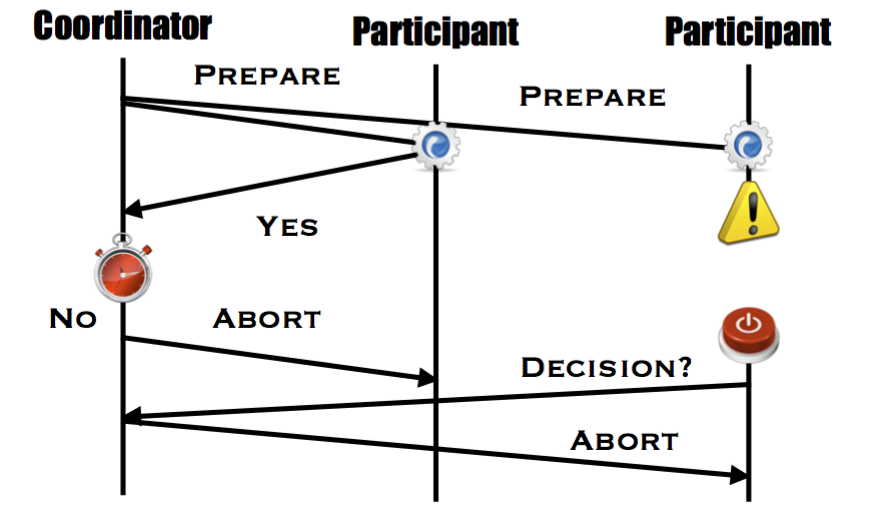 Coordinator
Participant
Participant
PREPARE
PREPARE
YES
NO
ABORT
DECISION?
ABORT